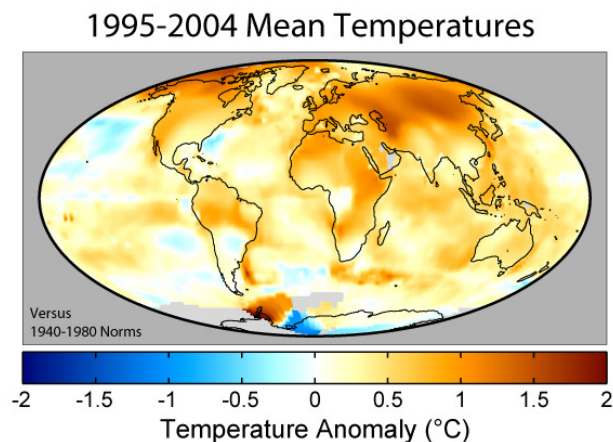 1995-2004 Mean Temperatures
Versus
1940-1980 Norms
-2 -1.5 -1 -0.5 0 0.5 1 1.5 2
Temperature Anomaly (°C)